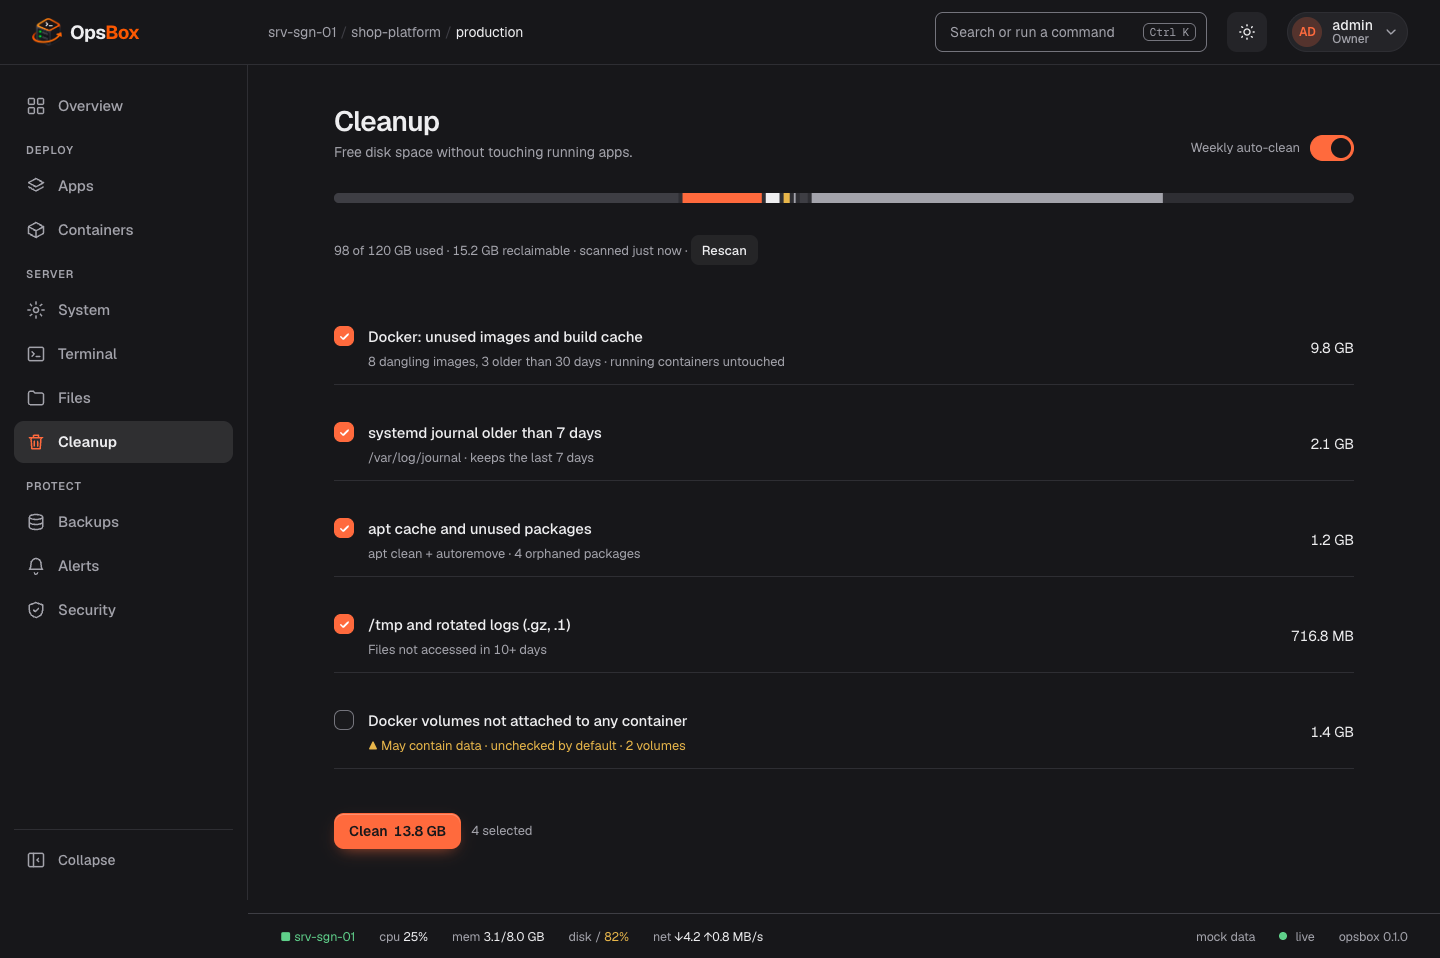 OpsBox
srv-sgn-01 / shop-platform / production
Search or run a command Ctrl K
AD
admin
Owner
Overview
DEPLOY
Apps
Containers
SERVER
System
Terminal
Files
Cleanup
PROTECT
Backups
Alerts
Security
Collapse
Cleanup
Free disk space without touching running apps.
Weekly auto-clean
98 of 120 GB used · 15.2 GB reclaimable · scanned just now · Rescan
Docker: unused images and build cache
8 dangling images, 3 older than 30 days · running containers untouched
9.8 GB
systemd journal older than 7 days
/var/log/journal · keeps the last 7 days
2.1 GB
apt cache and unused packages
apt clean + autoremove · 4 orphaned packages
1.2 GB
/tmp and rotated logs (.gz, .1)
Files not accessed in 10+ days
716.8 MB
Docker volumes not attached to any container
▲ May contain data · unchecked by default · 2 volumes
1.4 GB
Clean 13.8 GB 4 selected
srv-sgn-01 cpu 25% mem 3.1/8.0 GB disk / 82% net ↓4.2 ↑0.8 MB/s mock data live opsbox 0.1.0